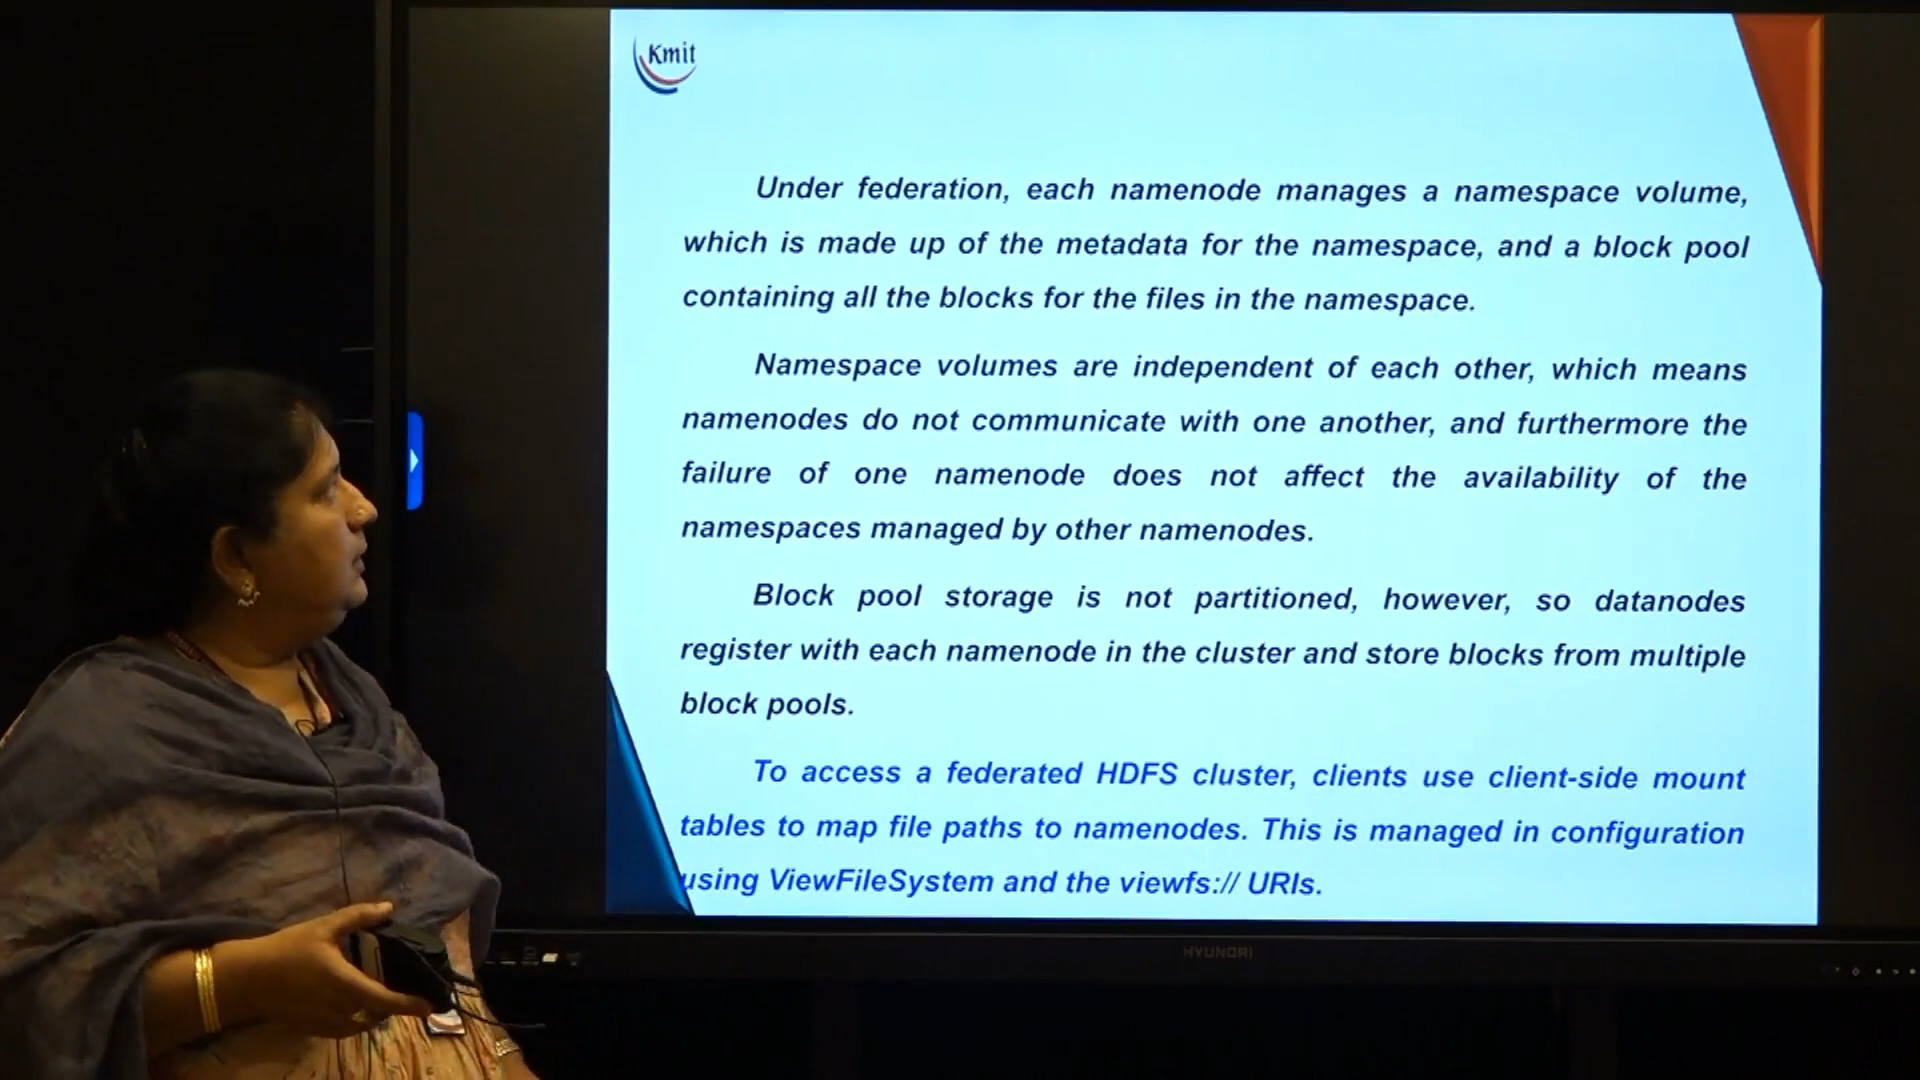 Kmit
Under federation, each namenode manages a namespace volume,
which is made up of the metadata for the namespace, and a block pool
containing all the blocks for the files in the namespace.
Namespace volumes are independent of each other, which means
namenodes do not communicate with one another, and furthermore the
failure of one namenode does not affect the availability of the
namespaces managed by other namenodes.
Block pool storage is not partitioned, however, so datanodes
register with each namenode in the cluster and store blocks from multiple
block pools.
To access a federated HDFS cluster, clients use client-side mount
tables to map file paths to namenodes. This is managed in configuration
using ViewFileSystem and the viewfs:// URIs.
HYUNDAI